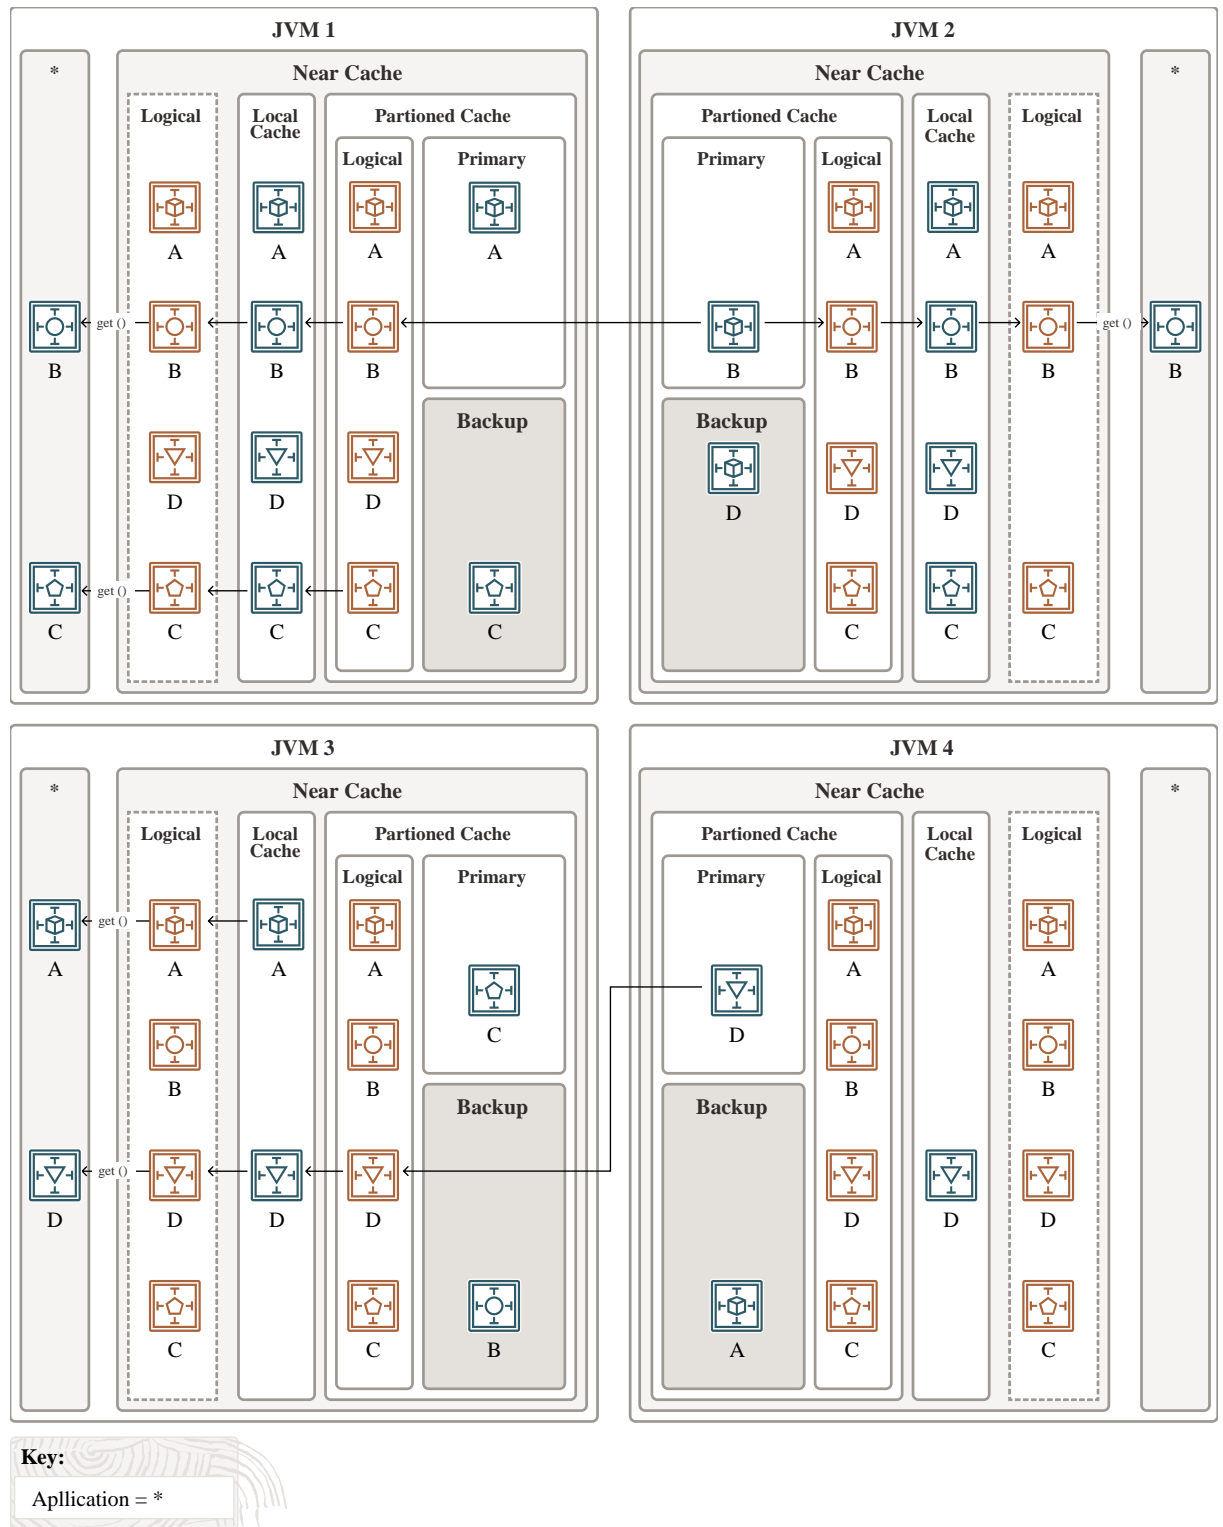 JVM 1
*
Near Cache
Logical
Local
Cache
Partioned Cache
Logical
Primary
A
A
A
A
get ()
B
B
B
B
Backup
D
D
D
get ()
C
C
C
C
C
JVM 2
Near Cache
*
Partioned Cache
Local
Cache
Logical
Primary
Logical
A
A
A
get ()
B
B
B
B
B
Backup
D
D
D
C
C
C
JVM 3
*
Near Cache
Logical
Local
Cache
Partioned Cache
Logical
Primary
get ()
A
A
A
A
C
B
B
Backup
get ()
D
D
D
D
C
C
B
JVM 4
Near Cache
*
Partioned Cache
Local
Cache
Logical
Primary
Logical
A
A
D
B
B
Backup
D
D
D
A
C
C
Key:
Apllication = *